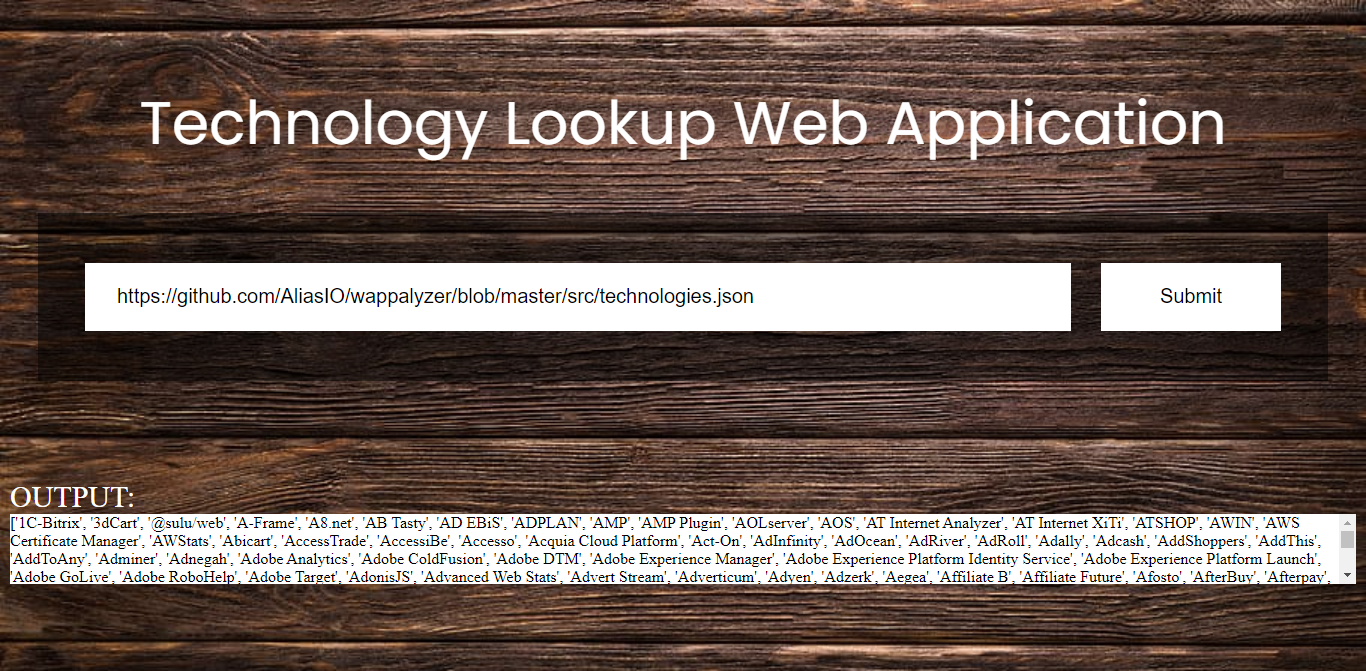 Technology Lookup Web Application
https://github.com/AliasIO/wappalyzer/blob/master/src/technologies.json
Submit
OUTPUT:
['1C-Bitrix', '3dCart', '@sulu/web', 'A-Frame', 'A8.net', 'AB Tasty', 'AD EBiS', 'ADPLAN', 'AMP', 'AMP Plugin', 'AOLserver', 'AOS', 'AT Internet Analyzer', 'AT Internet XiTi', 'ATSHOP', 'AWIN', 'AWS
Certificate Manager', 'AWStats', 'Abicart', 'AccessTrade', 'AccessiBe', 'Accesso', 'Acquia Cloud Platform', 'Act-On', 'AdInfinity', 'AdOcean', 'AdRiver', 'AdRoll', 'Adally', 'Adcash', 'AddShoppers', 'AddThis',
'AddToAny', 'Adminer', 'Adnegah', 'Adobe Analytics', 'Adobe ColdFusion', 'Adobe DTM', 'Adobe Experience Manager', 'Adobe Experience Platform Identity Service', 'Adobe Experience Platform Launch',
'Adobe GoLive', 'Adobe RoboHelp', 'Adobe Target', 'AdonisJS', 'Advanced Web Stats', 'Advert Stream', 'Adverticum', 'Adyen', 'Adzerk', 'Aegea', 'Affiliate B', 'Affiliate Future', 'Afosto', 'AfterBuy', 'Afterpay',